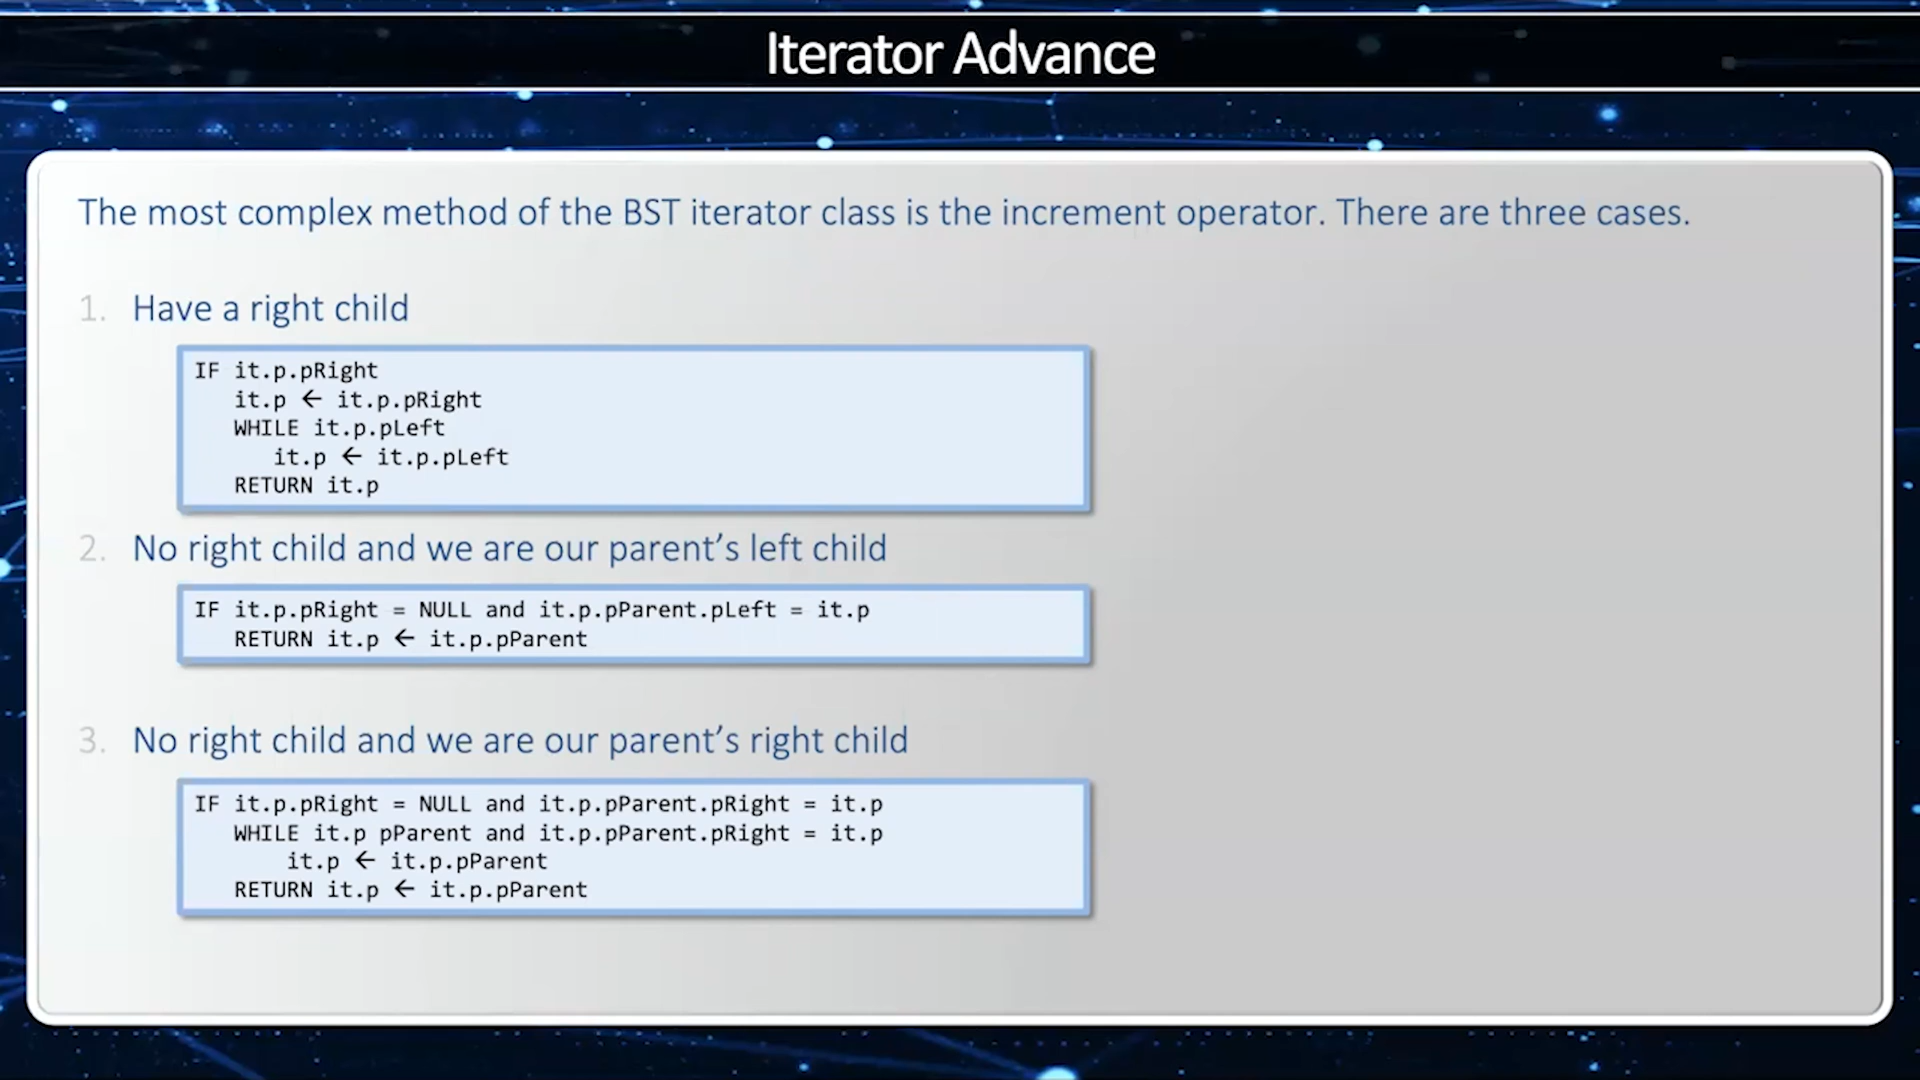 Iterator Advance
The most complex method of the BST iterator class is the increment operator. There are three cases.
1. Have a right child
IF it.p.pRight
it.p ← it.p.pRight
WHILE it.p.pLeft
it.p ← it.p.pLeft
RETURN it.p
2. No right child and we are our parent’s left child
IF it.p.pRight = NULL and it.p.pParent.pLeft = it.p
RETURN it.p ← it.p.pParent
3. No right child and we are our parent’s right child
IF it.p.pRight = NULL and it.p.pParent.pRight = it.p
WHILE it.p pParent and it.p.pParent.pRight = it.p
it.p ← it.p.pParent
RETURN it.p ← it.p.pParent